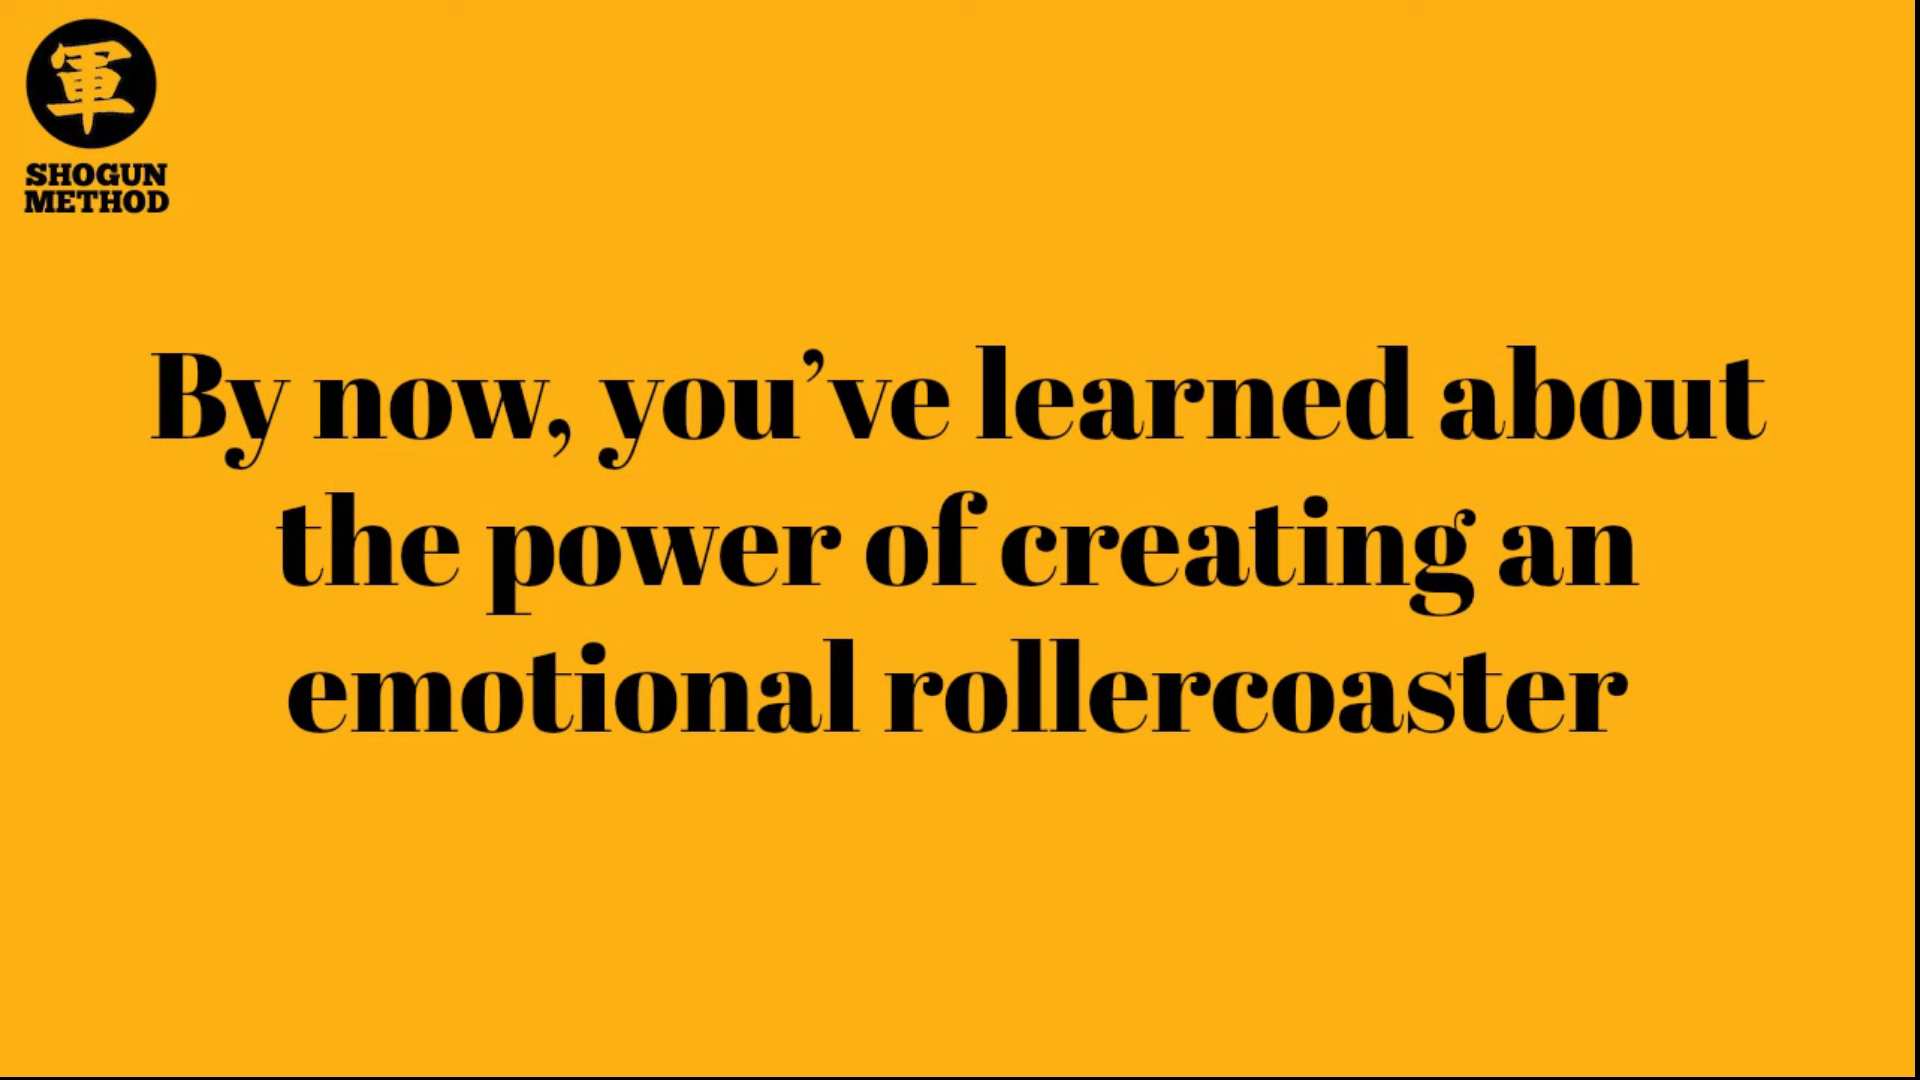 軍
SHOGUN
METHOD
By now, you’ve learned about
the power of creating an
emotional rollercoaster